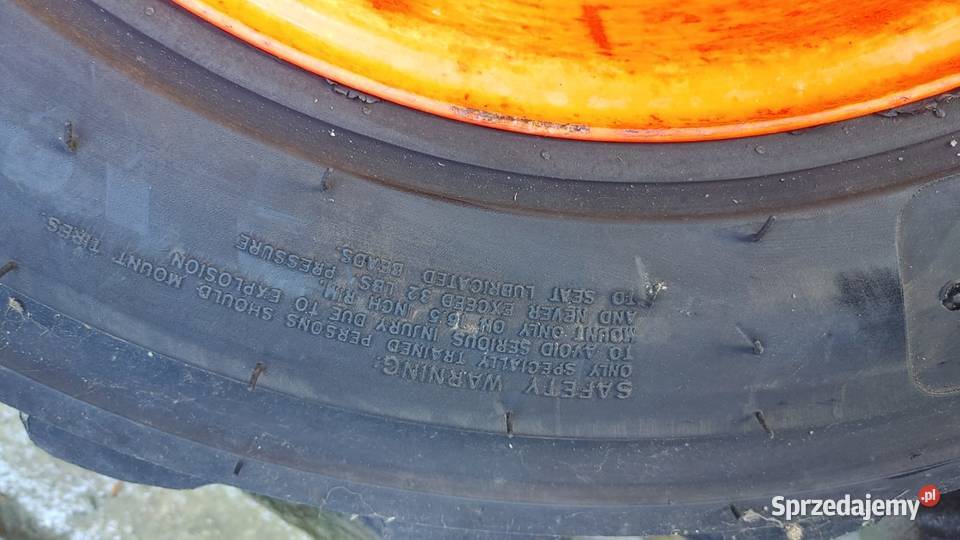 SAFETY WARNING:
ONLY SPECIALLY TRAINED PERSONS SHOULD MOUNT TIRES.
TO AVOID SERIOUS INJURY DUE TO EXPLOSION
MOUNT ONLY ON 16.5 INCH RIM.
AND NEVER EXCEED 32 LBS. PRESSURE
TO SEAT LUBRICATED BEADS.
Sprzedajemy.pl